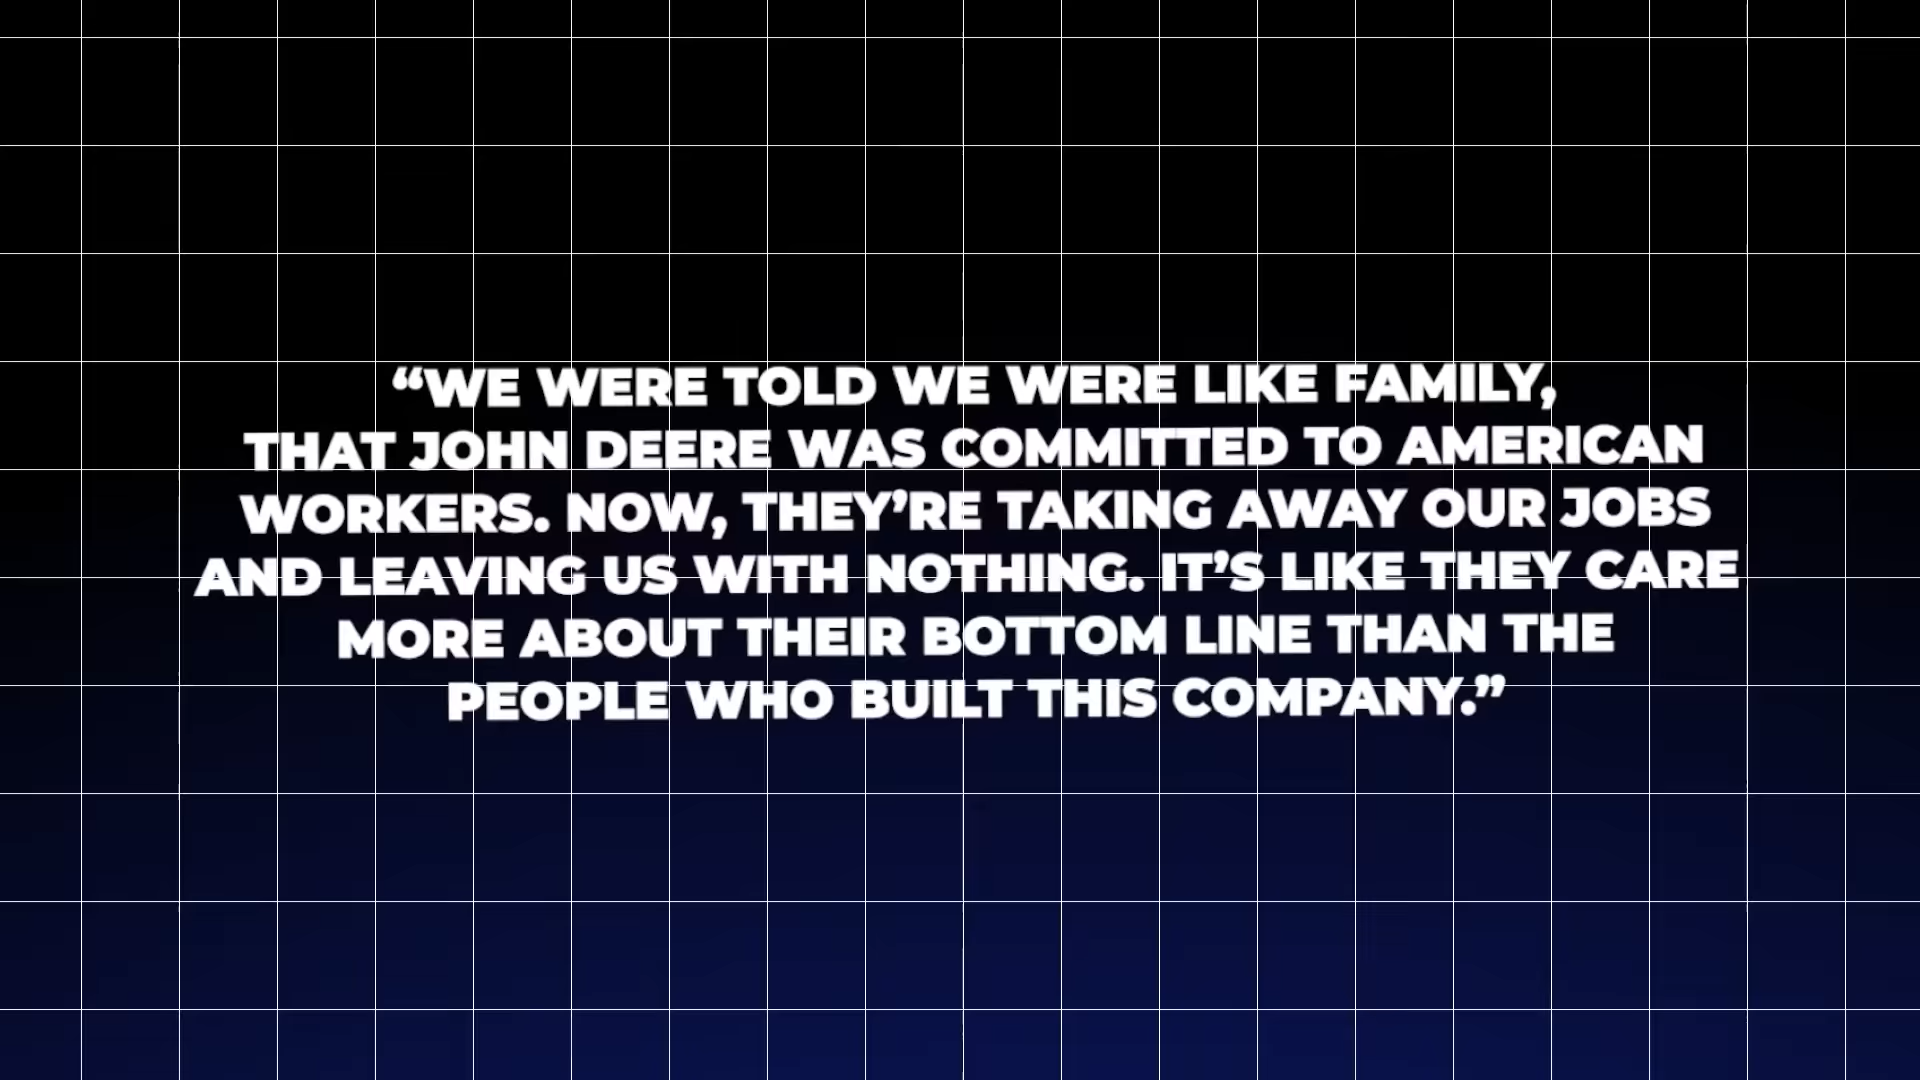 “WE WERE TOLD WE WERE LIKE FAMILY,
THAT JOHN DEERE WAS COMMITTED TO AMERICAN
WORKERS. NOW, THEY’RE TAKING AWAY OUR JOBS
AND LEAVING US WITH NOTHING. IT’S LIKE THEY CARE
MORE ABOUT THEIR BOTTOM LINE THAN THE
PEOPLE WHO BUILT THIS COMPANY.”